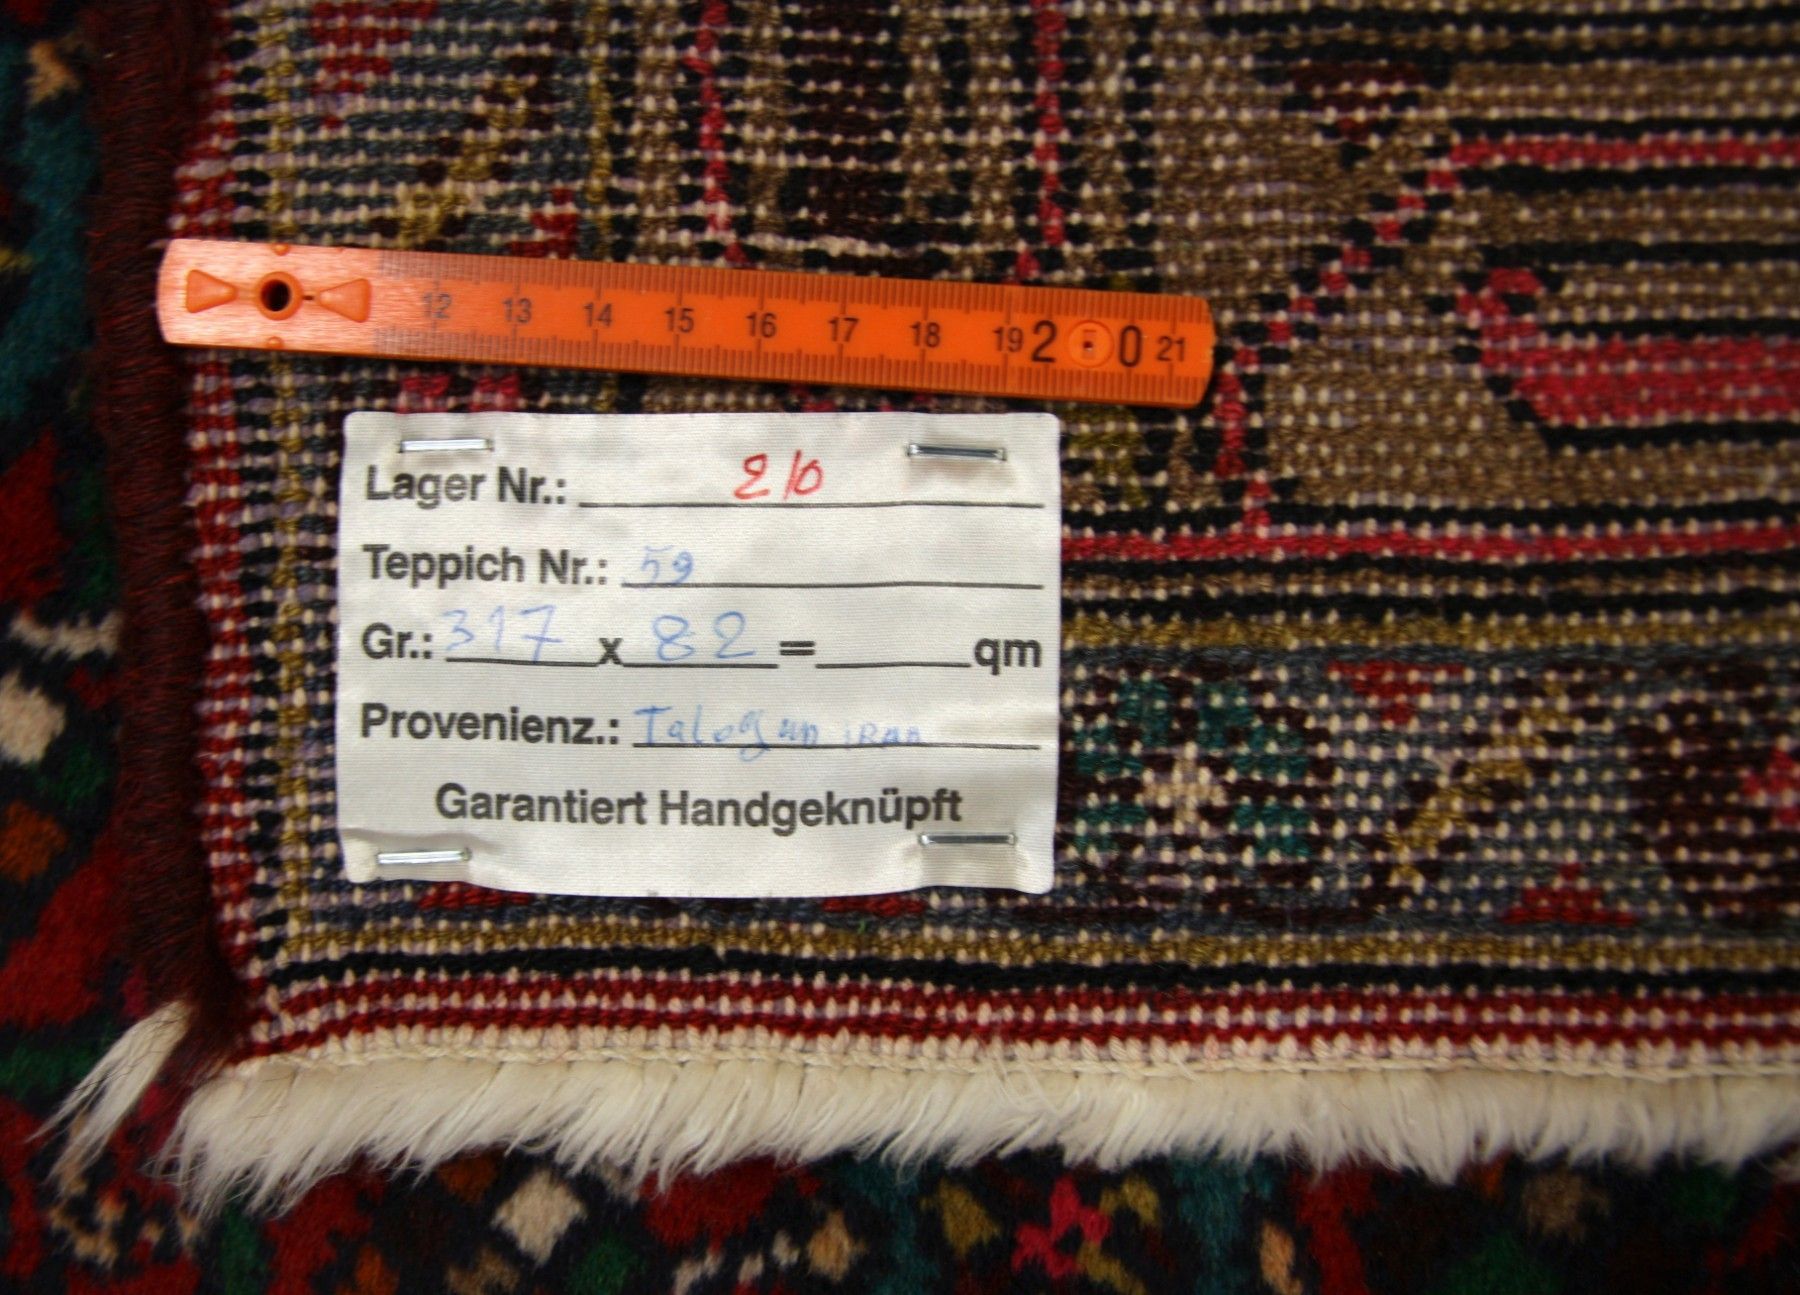 12 13 14 15 16 17 18 19 20 21
Lager Nr.: 210
Teppich Nr.: 59
Gr.: 317 x 82 = qm
Provenienz.: Talegun iRan
Garantiert Handgeknüpft